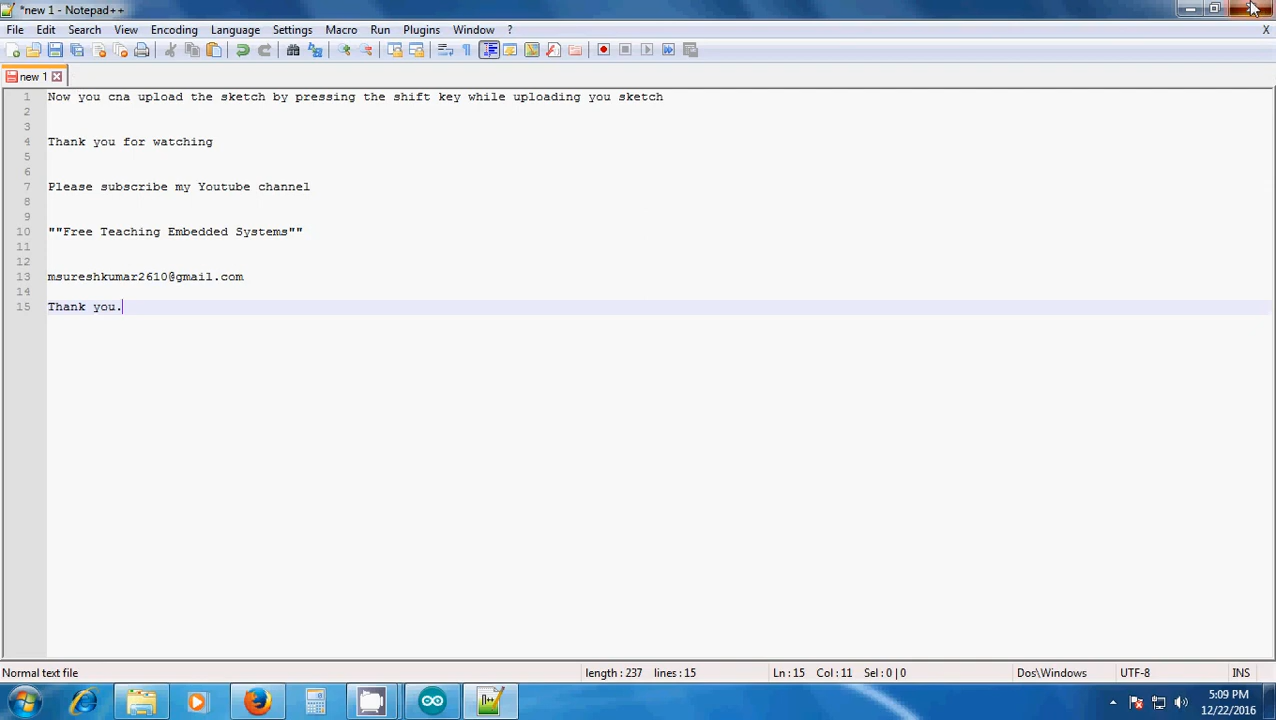 *new 1 - Notepad++
File Edit Search View Encoding Language Settings Macro Run Plugins Window ? X
new 1
1 Now you cna upload the sketch by pressing the shift key while uploading you sketch
2
3
4 Thank you for watching
5
6
7 Please subscribe my Youtube channel
8
9
10 ""Free Teaching Embedded Systems""
11
12
13 msureshkumar2610@gmail.com
14
15 Thank you.
Normal text file length : 237 lines : 15 Ln : 15 Col : 11 Sel : 0 | 0 Dos\Windows UTF-8 INS
5:09 PM
12/22/2016